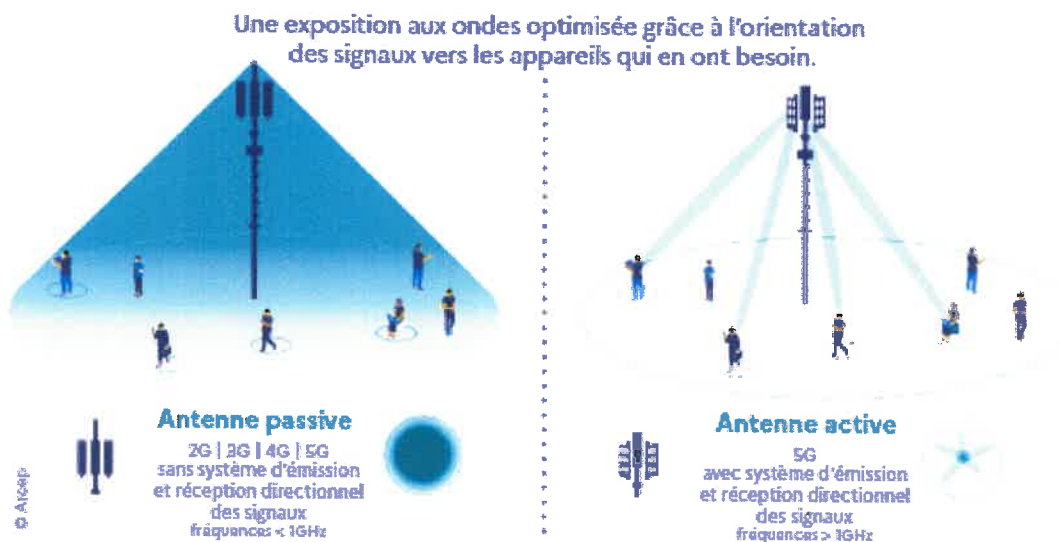 Une exposition aux ondes optimisée grâce à l'orientation
des signaux vers les appareils qui en ont besoin.
Antenne passive
2G | 3G | 4G | 5G
sans système d'émission
et réception directionnel
des signaux
fréquences < 1GHz
© Arcep
Antenne active
5G
avec système d'émission
et réception directionnel
des signaux
fréquences > 1GHz